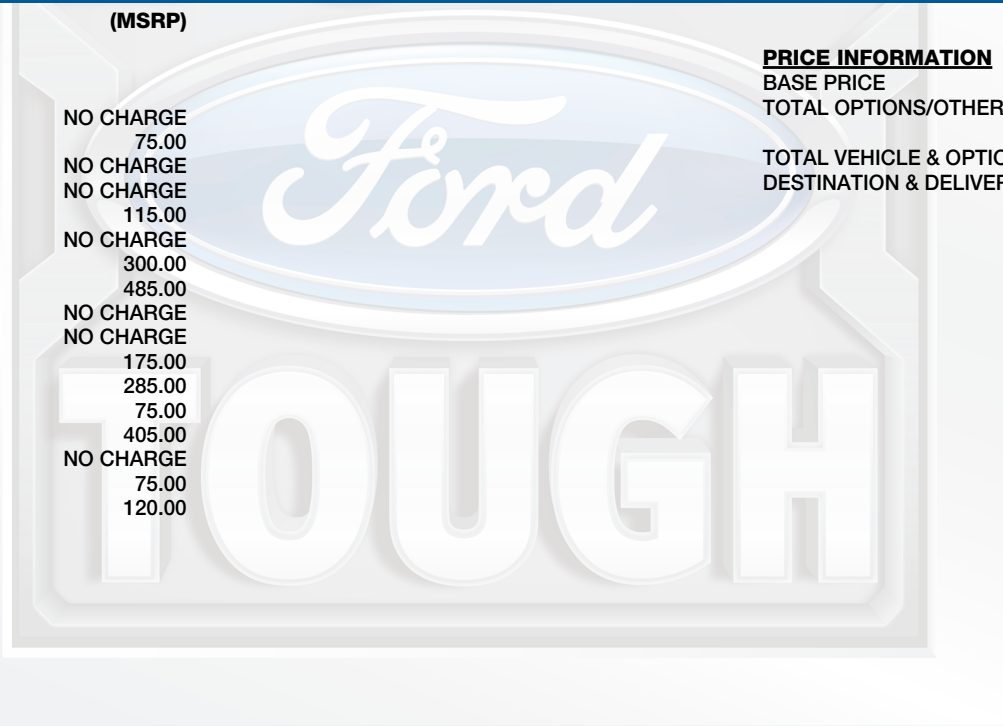 (MSRP)
NO CHARGE
75.00
NO CHARGE
NO CHARGE
115.00
NO CHARGE
300.00
485.00
NO CHARGE
NO CHARGE
175.00
285.00
75.00
405.00
NO CHARGE
75.00
120.00
PRICE INFORMATION
BASE PRICE
TOTAL OPTIONS/OTHER
TOTAL VEHICLE & OPTIO
DESTINATION & DELIVER
Ford
TOUGH